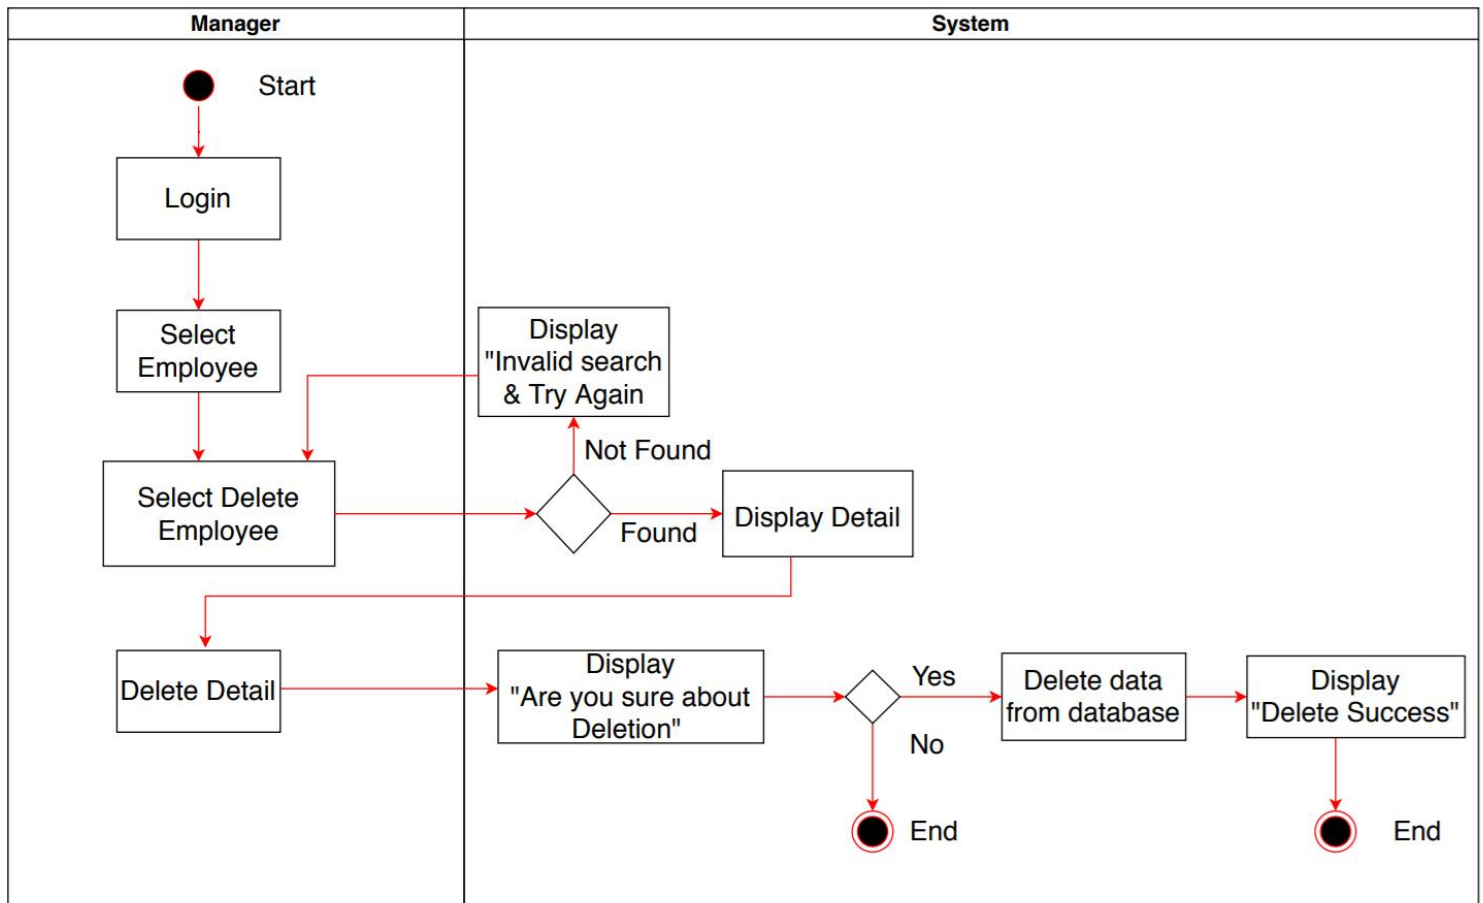 Manager
System
Start
Login
Select
Employee
Display
"Invalid search
& Try Again
Not Found
Select Delete
Employee
Found
Display Detail
Delete Detail
Display
"Are you sure about
Deletion"
Yes
No
Delete data
from database
Display
"Delete Success"
End
End